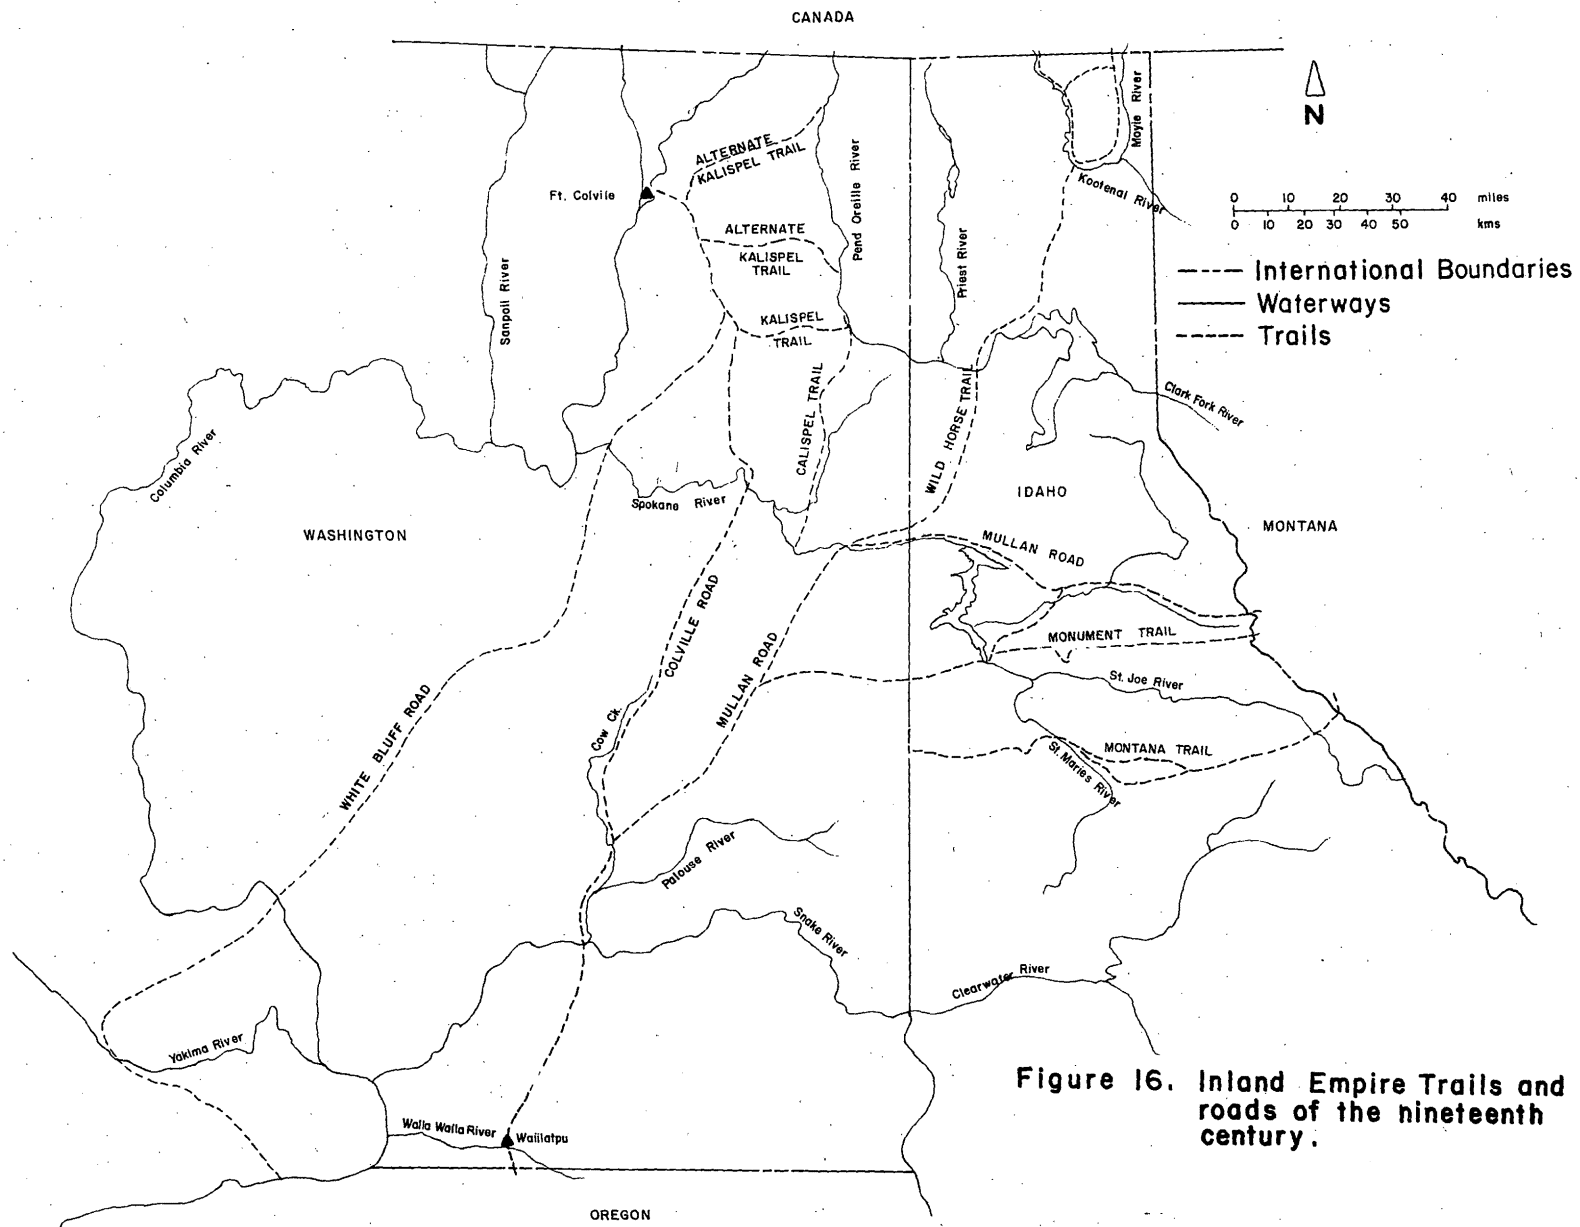 CANADA
N
Moyie River
ALTERNATE
KALISPEL TRAIL
Pend Oreille River
Ft. Colvile
Kootenai River
0 10 20 30 40 miles
0 10 20 30 40 50 kms
ALTERNATE
KALISPEL
TRAIL
Priest River
Sanpoil River
International Boundaries
Waterways
Trails
KALISPEL
TRAIL
CALISPEL TRAIL
WILD HORSE TRAIL
Clark Fork River
Columbia River
Spokane River
IDAHO
WASHINGTON
MONTANA
MULLAN ROAD
COLVILLE ROAD
MULLAN ROAD
MONUMENT TRAIL
St. Joe River
WHITE BLUFF ROAD
Cow Ck.
MONTANA TRAIL
St. Maries River
Palouse River
Snake River
Clearwater River
Yakima River
Figure 16. Inland Empire Trails and
roads of the nineteenth
century.
Walla Walla River
Waiilatpu
OREGON